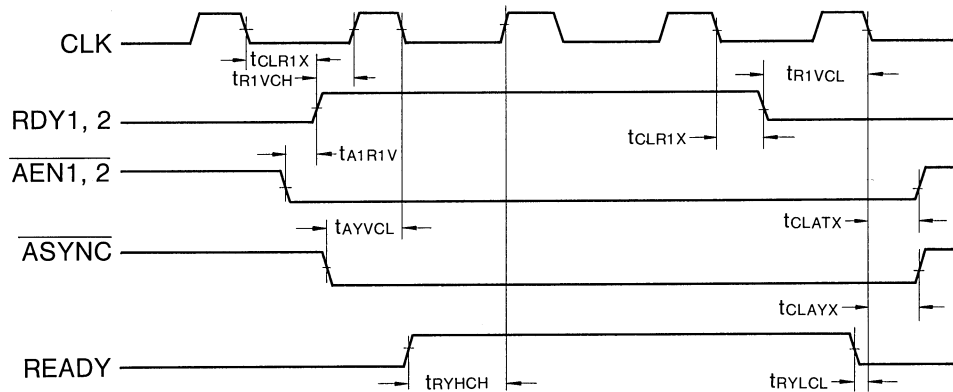 CLK
tCLR1X
tR1VCH
tR1VCL
RDY1, 2
tCLR1X
tA1R1V
AEN1, 2
tAYVCL
tCLATX
ASYNC
tCLAYX
READY
tRYHCH
tRYLCL